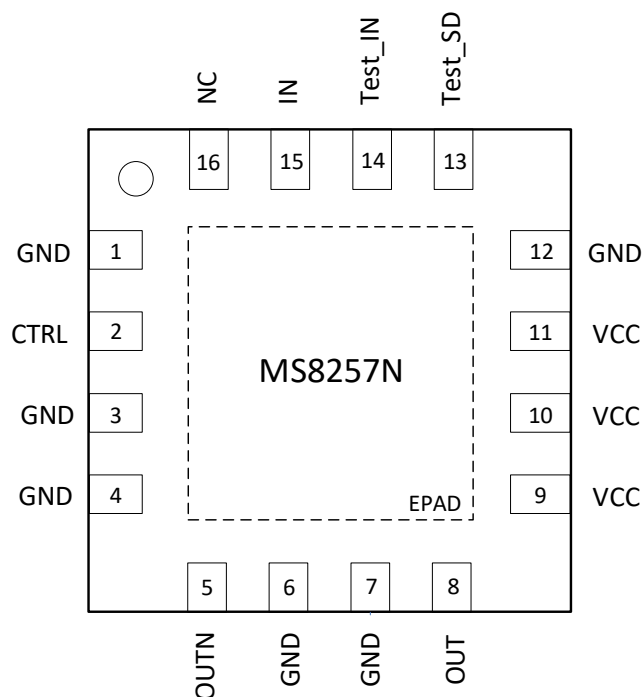 NC IN Test_IN Test_SD
16 15 14 13
GND 1 12 GND
CTRL 2 11 VCC
MS8257N
GND 3 10 VCC
GND 4 9 VCC
EPAD
5 6 7 8
OUTN GND GND OUT